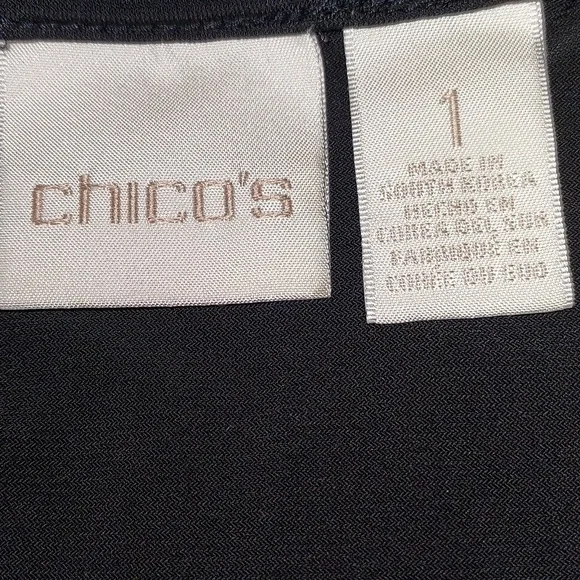 chico's
1
MADE IN
SOUTH KOREA
HECHO EN
COREA DEL SUR
FABRIQUE EN
COREE DU SUD